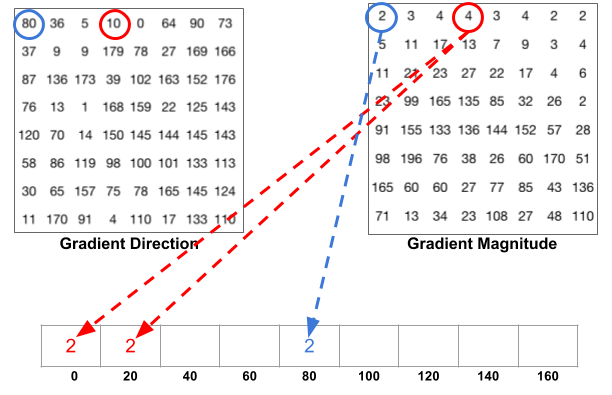 80 36 5 10 0 64 90 73
37 9 9 179 78 27 169 166
87 136 173 39 102 163 152 176
76 13 1 168 159 22 125 143
120 70 14 150 145 144 145 143
58 86 119 98 100 101 133 113
30 65 157 75 78 165 145 124
11 170 91 4 110 17 133 110
Gradient Direction
2 3 4 4 3 4 2 2
5 11 17 13 7 9 3 4
11 21 23 27 22 17 4 6
23 99 165 135 85 32 26 2
91 155 133 136 144 152 57 28
98 196 76 38 26 60 170 51
165 60 60 27 77 85 43 136
71 13 34 23 108 27 48 110
Gradient Magnitude
2 2 2
0 20 40 60 80 100 120 140 160